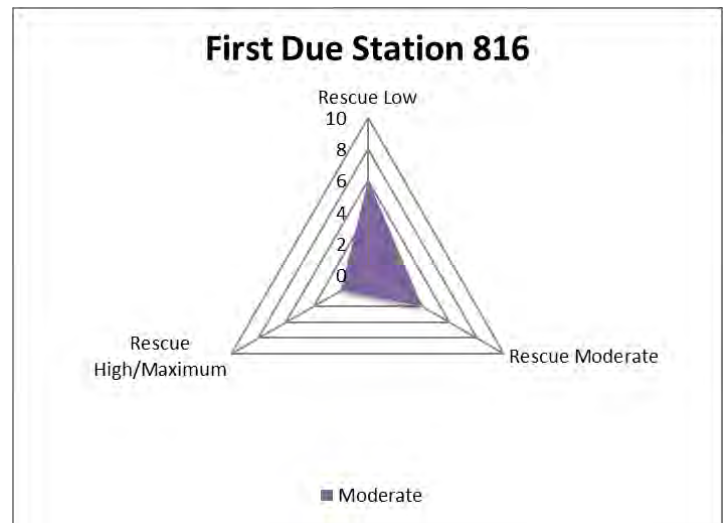 First Due Station 816
Rescue Low
10
8
6
4
2
0
Rescue
High/Maximum
Rescue Moderate
Moderate